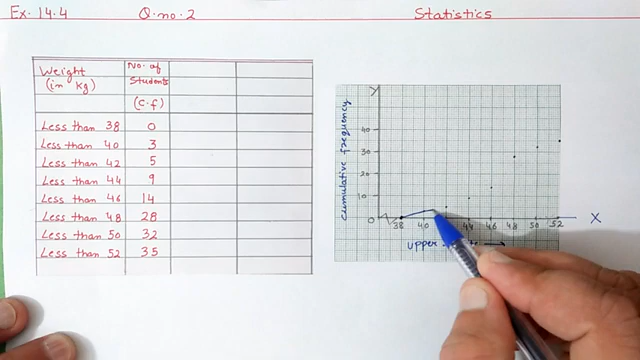 Ex. 14.4 Q.no.2 Statistics
Weight (in kg) No. of Students (c.f)
Less than 38 0
Less than 40 3
Less than 42 5
Less than 44 9
Less than 46 14
Less than 48 28
Less than 50 32
Less than 52 35
Y
cumulative frequency
40
30
20
10
0 38 40 44 46 48 50 52 X
upper